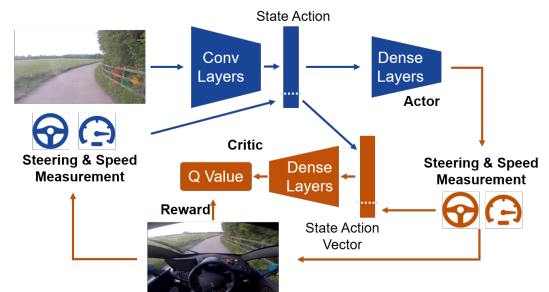 State Action
Conv
Layers
Dense
Layers
Actor
Steering & Speed
Measurement
Critic
Q Value
Dense
Layers
Steering & Speed
Measurement
Reward
State Action
Vector